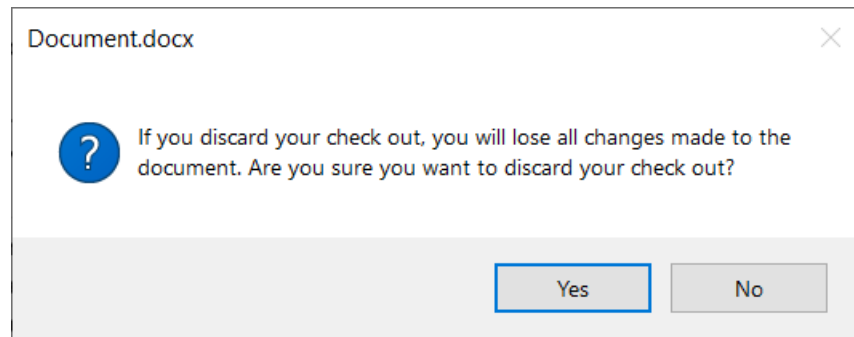 Document.docx
If you discard your check out, you will lose all changes made to the
document. Are you sure you want to discard your check out?
Yes No